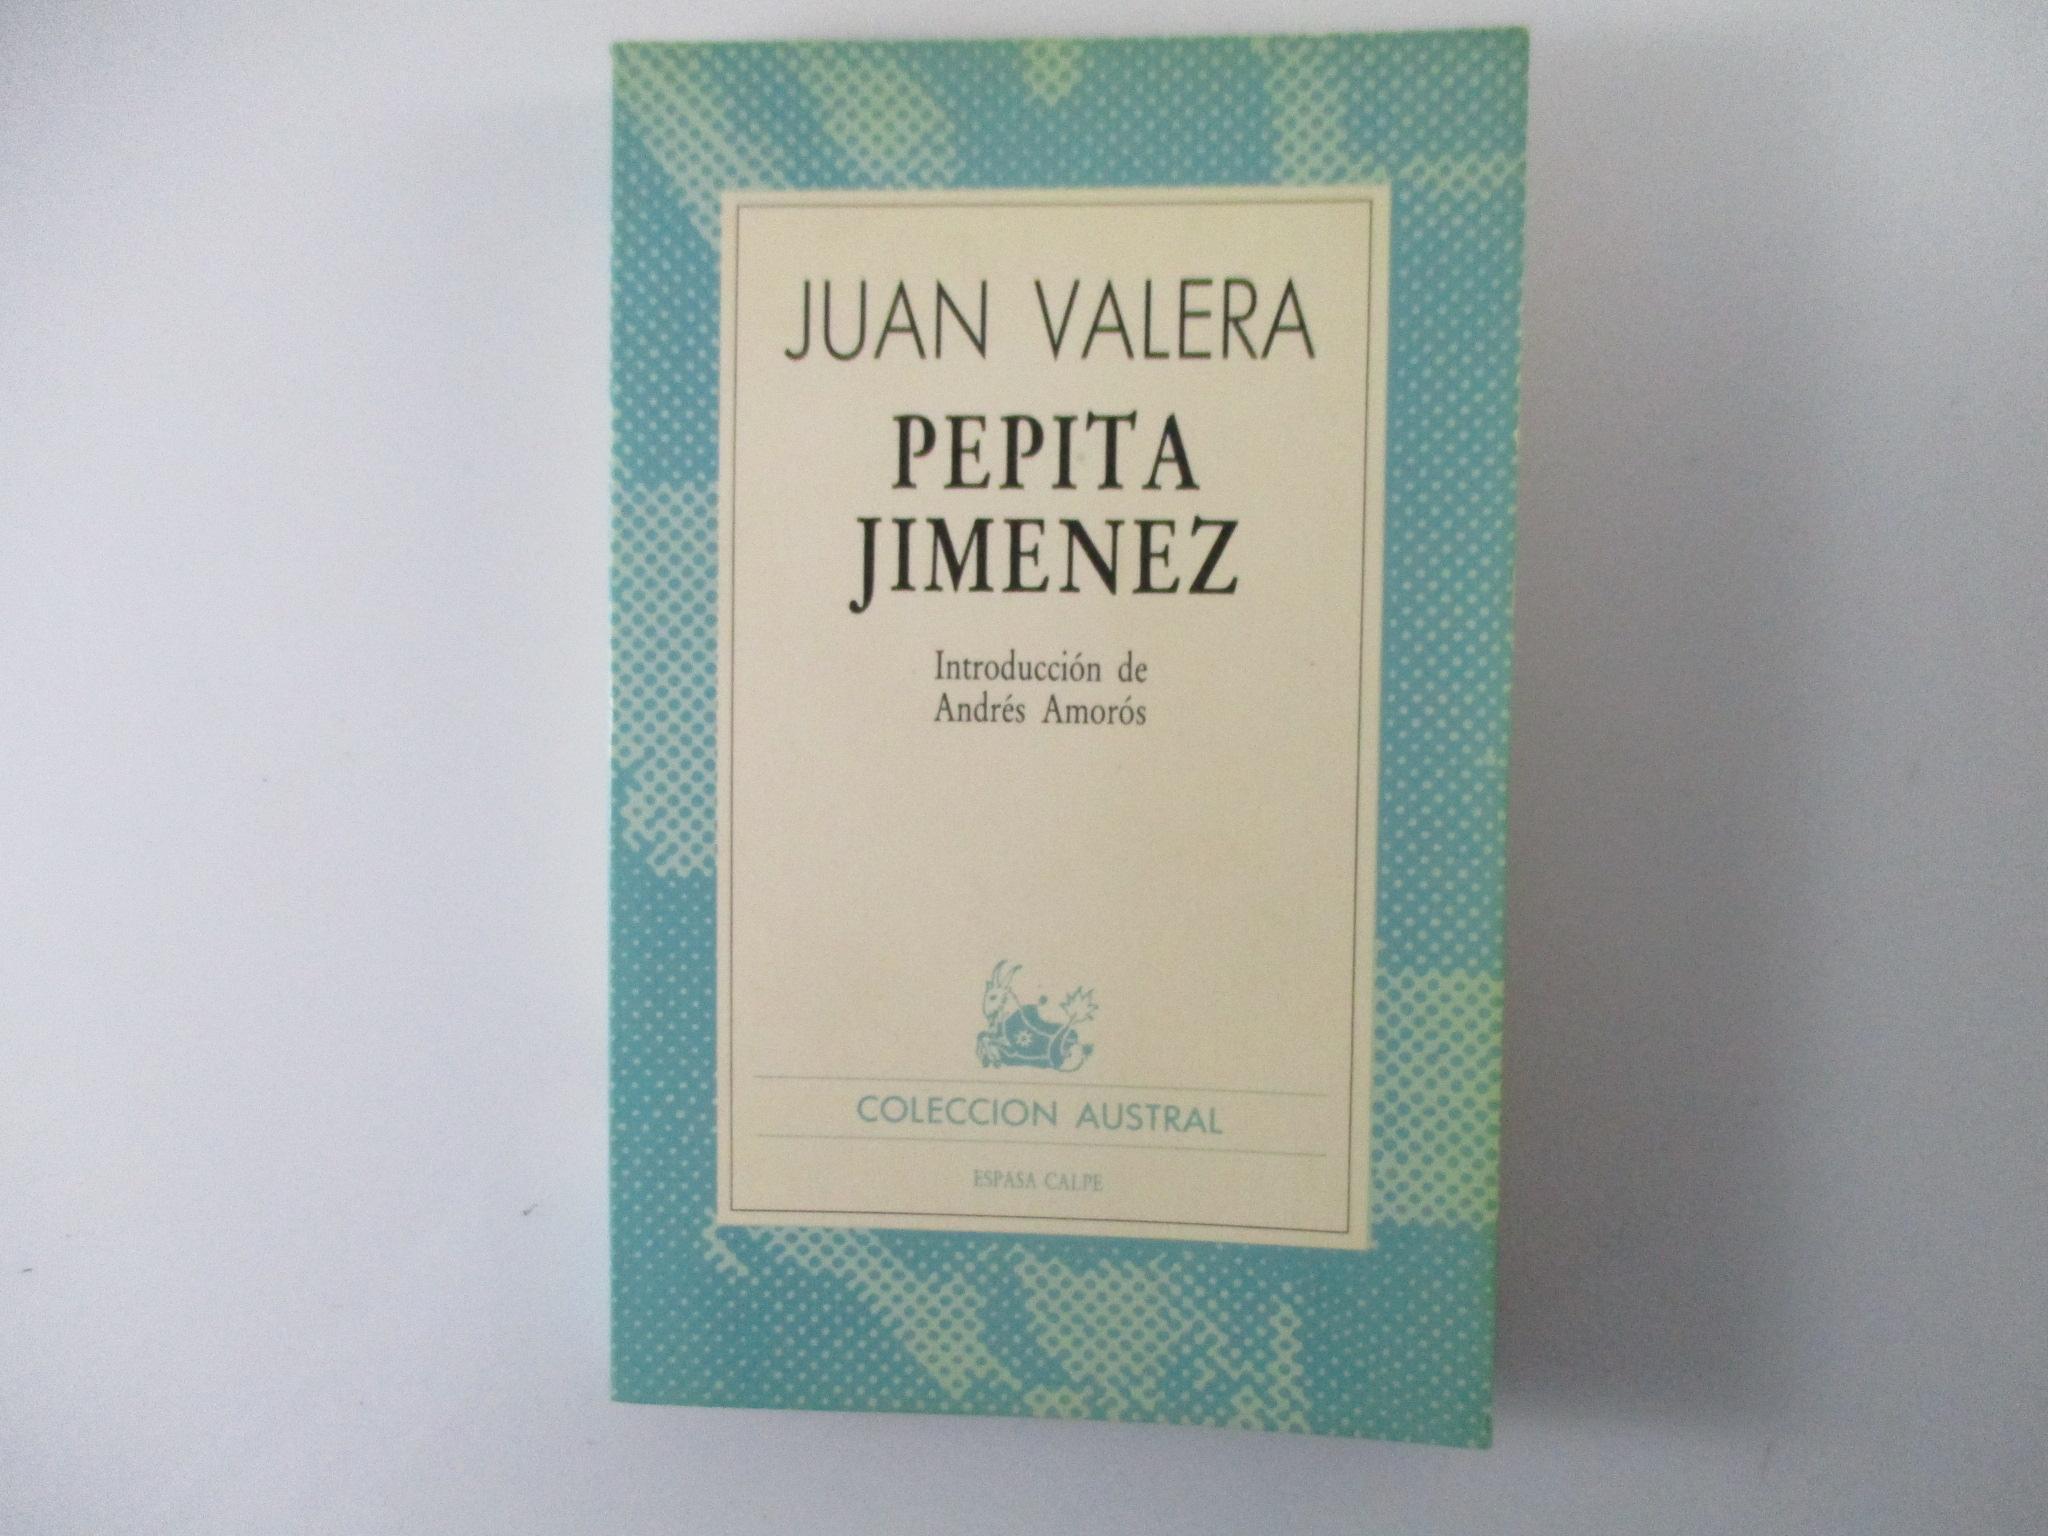 JUAN VALERA
PEPITA
JIMENEZ
Introducción de
Andrés Amorós
COLECCION AUSTRAL
ESPASA CALPE